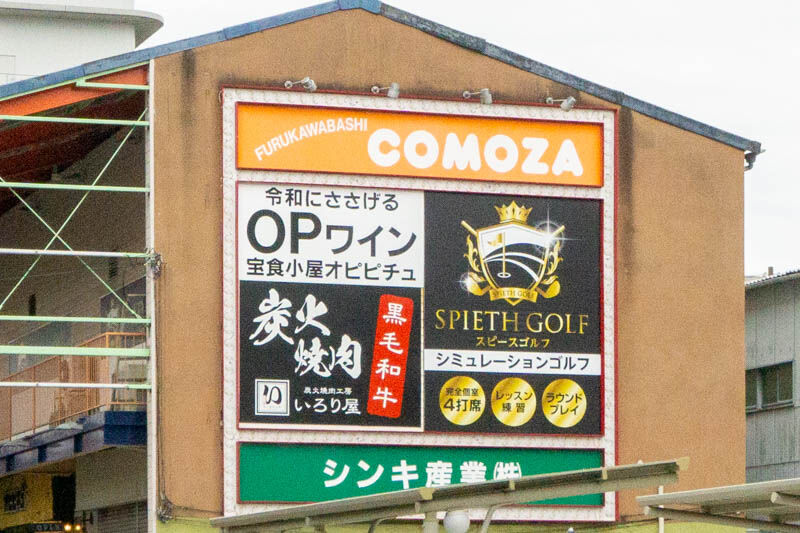 FURUKAWABASHI
COMOZA
令和にささげる
OPワイン
宝食小屋オピピチュ
炭火
焼肉
黒毛和牛
い
炭火焼肉工房
いろり屋
SPIETH GOLF
SPIETH GOLF
スピースゴルフ
シミュレーションゴルフ
完全個室
4打席
レッスン
練習
ラウンド
プレイ
シンキ産業㈱